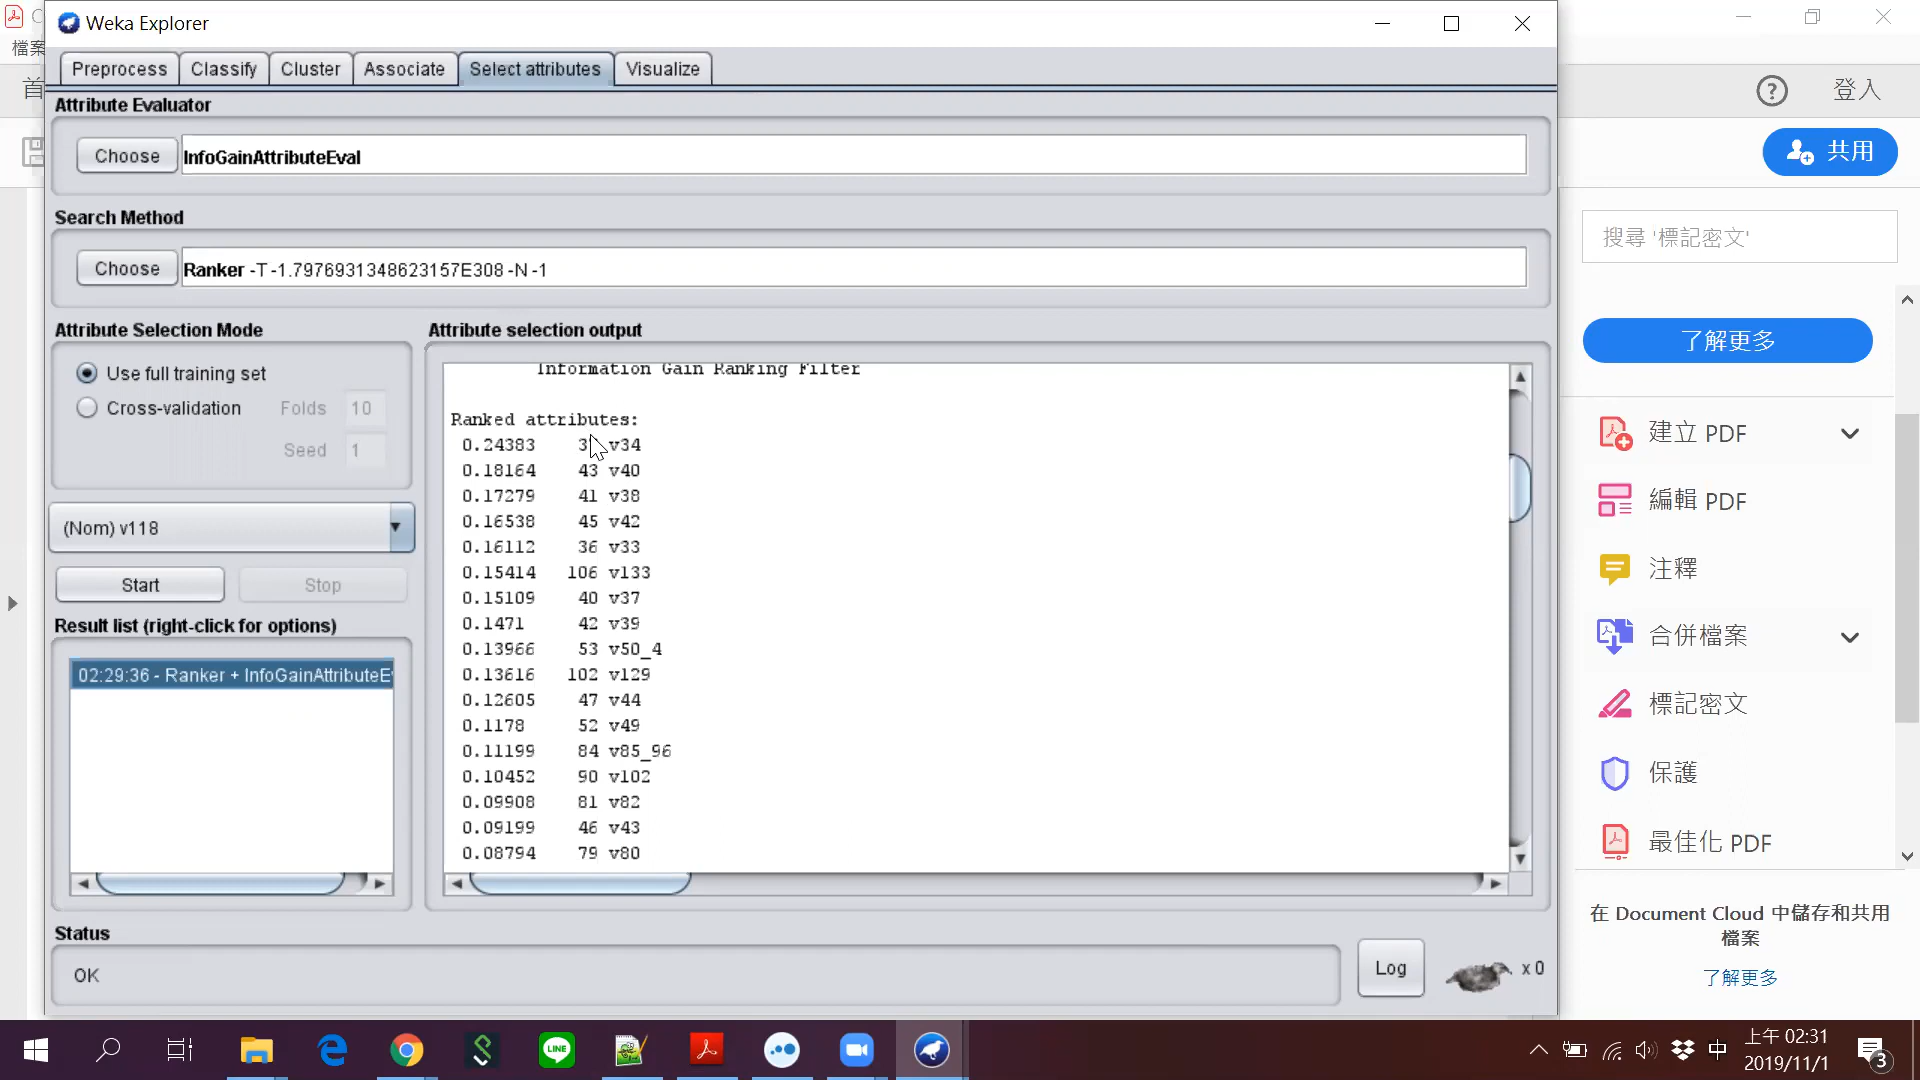 Weka Explorer
檔案
首
登入
共用
搜尋 '標記密文'
了解更多
建立 PDF
編輯 PDF
注釋
合併檔案
標記密文
保護
最佳化 PDF
在 Document Cloud 中儲存和共用
檔案
了解更多
Preprocess
Classify
Cluster
Associate
Select attributes
Visualize
Attribute Evaluator
Choose
InfoGainAttributeEval
Search Method
Choose
Ranker -T -1.7976931348623157E308 -N -1
Attribute Selection Mode
Use full training set
Cross-validation Folds 10
Seed 1
(Nom) v118
Start
Stop
Result list (right-click for options)
02:29:36 - Ranker + InfoGainAttributeE
Attribute selection output
Information Gain Ranking Filter
Ranked attributes:
0.24383 v34
0.18164 43 v40
0.17279 41 v38
0.16538 45 v42
0.16112 36 v33
0.15414 106 v133
0.15109 40 v37
0.1471 42 v39
0.13966 53 v50_4
0.13616 102 v129
0.12605 47 v44
0.1178 52 v49
0.11199 84 v85_96
0.10452 90 v102
0.09908 81 v82
0.09199 46 v43
0.08794 79 v80
Status
OK
Log
x 0
LINE
中
上午 02:31
2019/11/1
3